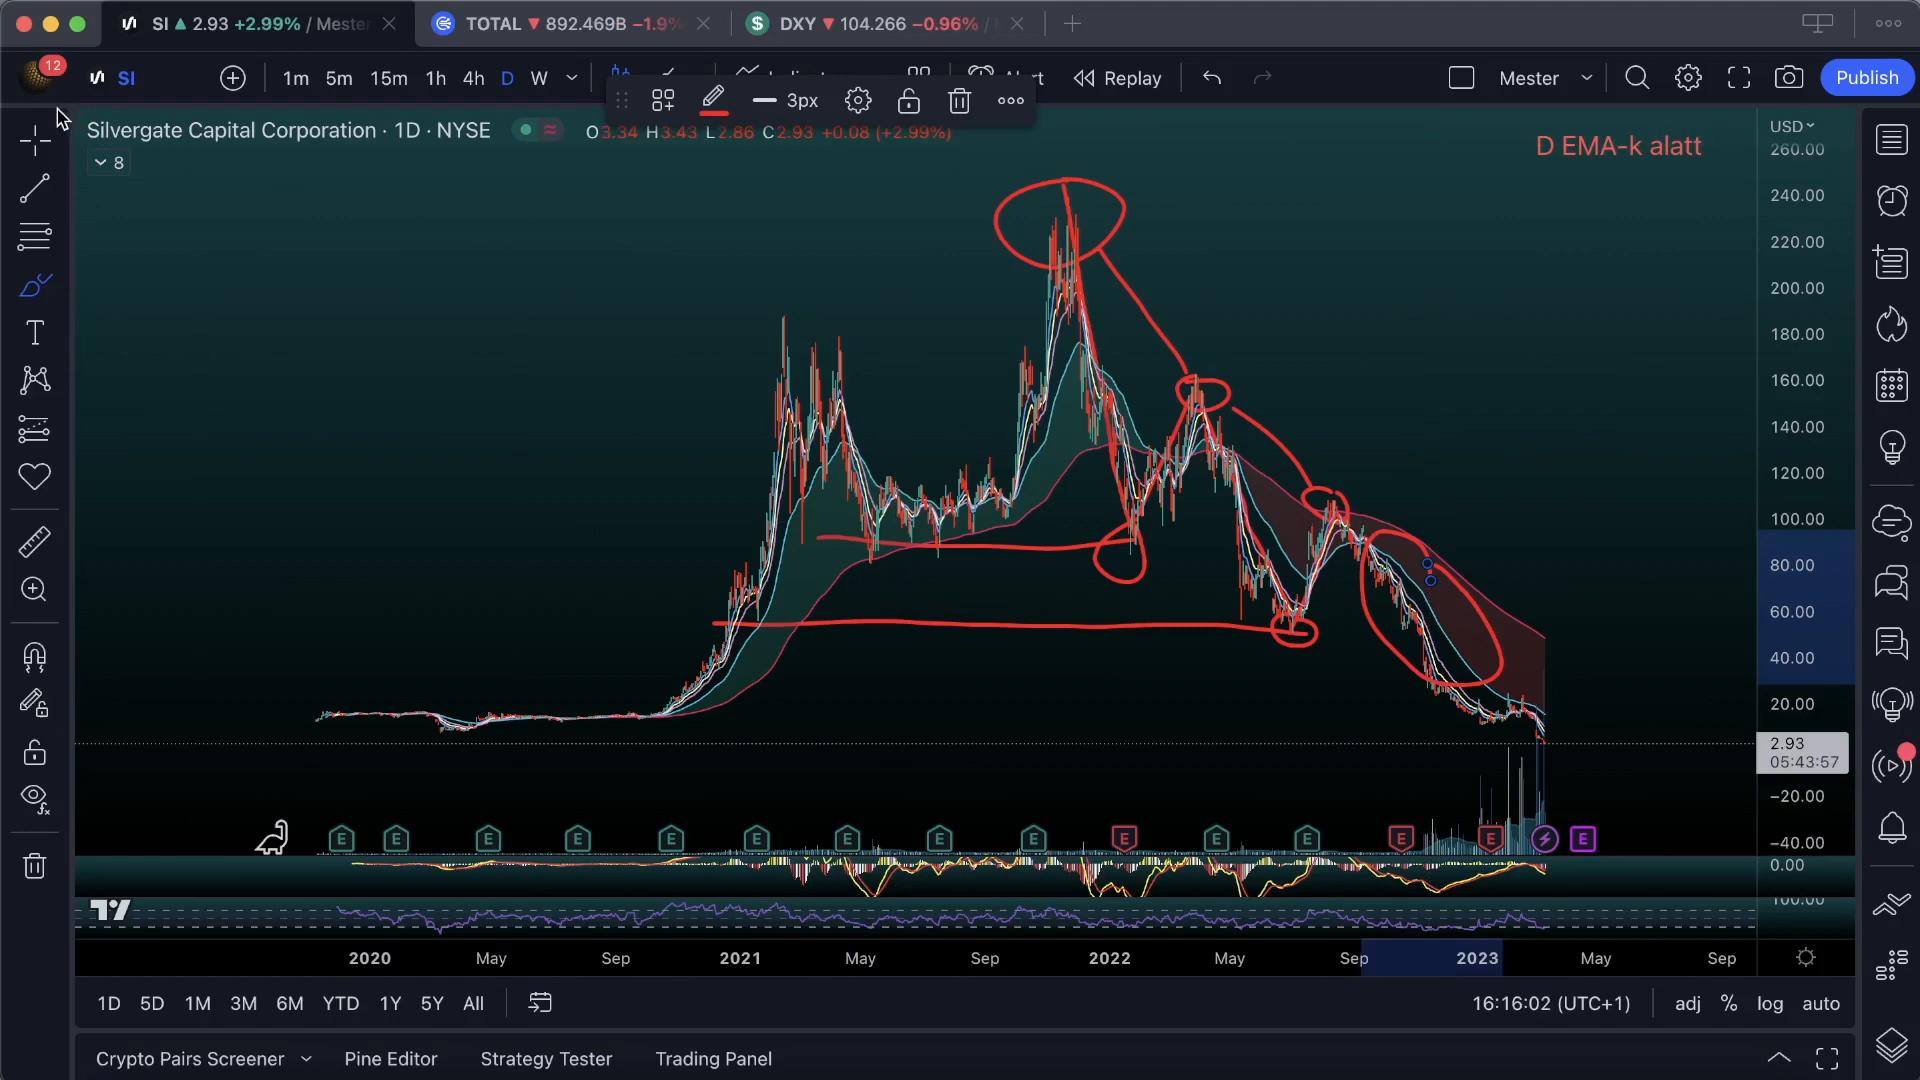 SI 2.93 +2.99% / Mester
TOTAL 892.469B −1.9%
DXY 104.266 −0.96% /
12
SI
1m 5m 15m 1h 4h D W
Replay
Mester
Publish
3px
Silvergate Capital Corporation · 1D · NYSE
O3.34 H3.43 L2.86 C2.93 +0.08 (+2.99%)
8
D EMA-k alatt
USD
260.00
240.00
220.00
200.00
180.00
160.00
140.00
120.00
100.00
80.00
60.00
40.00
20.00
2.93
05:43:57
−20.00
−40.00
0.00
100.00
E E E E E E E E E E E E E E E
2020 May Sep 2021 May Sep 2022 May Sep 2023 May Sep
1D 5D 1M 3M 6M YTD 1Y 5Y All
16:16:02 (UTC+1) adj % log auto
Crypto Pairs Screener Pine Editor Strategy Tester Trading Panel